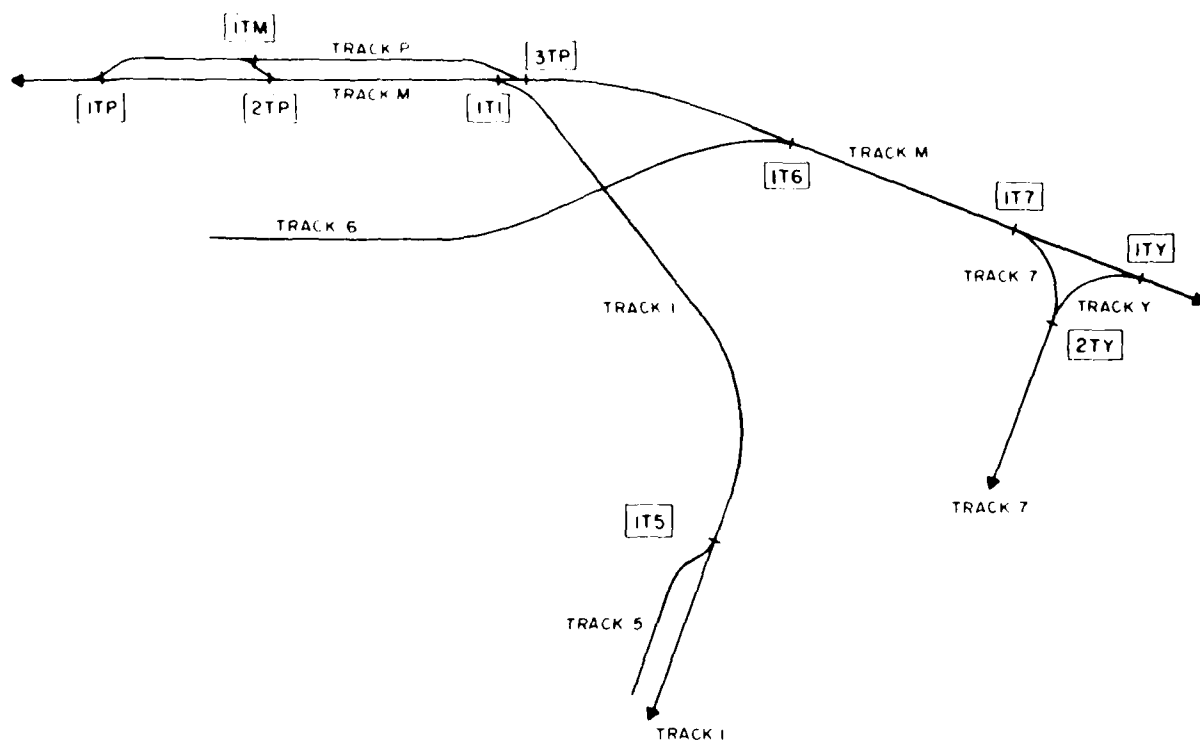 [1TM]
TRACK P
[3TP]
[1TP]
[2TP]
TRACK M
[1T1]
TRACK M
1T6
1T7
TRACK 6
1TY
TRACK 7
TRACK Y
TRACK 1
2TY
TRACK 7
1T5
TRACK 5
TRACK 1